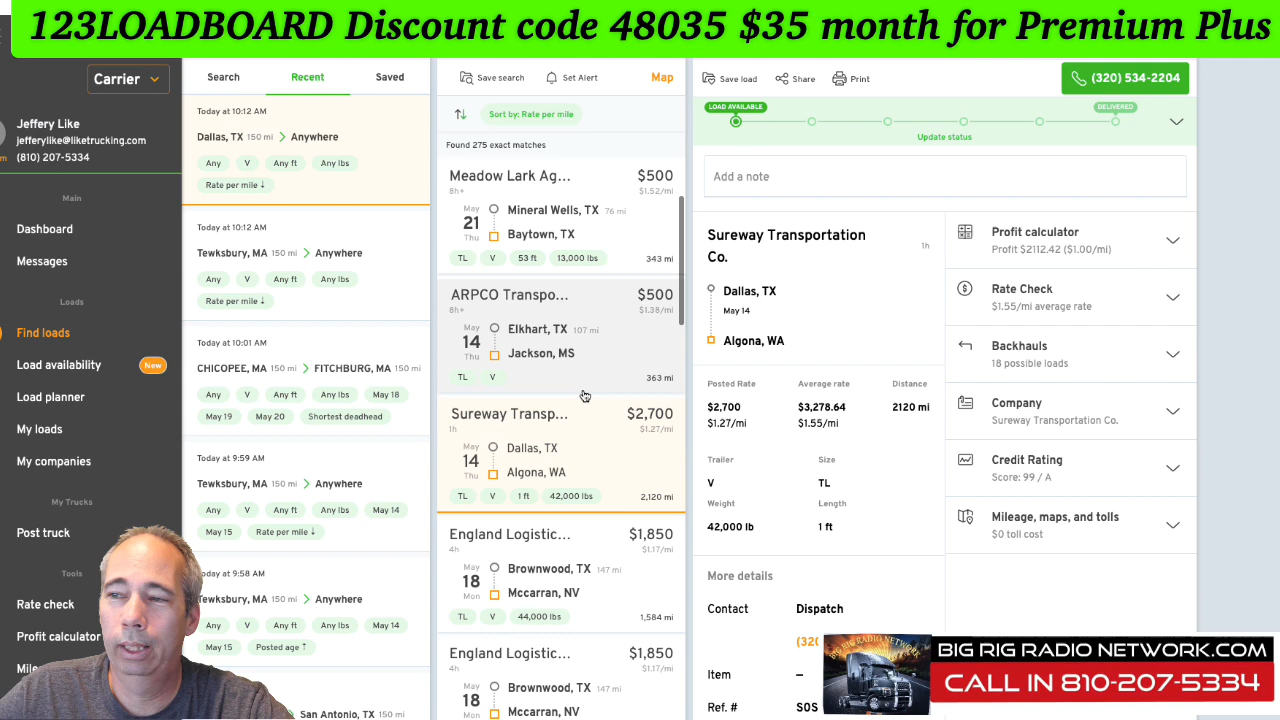 123LOADBOARD Discount code 48035 $35 month for Premium Plus
Carrier
Jeffery Like
jefferylike@liketrucking.com
(810) 207-5334
Main
Dashboard
Messages
Loads
Find loads
Load availability New
Load planner
My loads
My companies
My Trucks
Post truck
Tools
Rate check
Profit calculator
Search Recent Saved
Today at 10:12 AM
Dallas, TX 150 mi > Anywhere
Any V Any ft Any lbs
Rate per mile ↓
Today at 10:12 AM
Tewksbury, MA 150 mi > Anywhere
Any V Any ft Any lbs
Rate per mile ↓
Today at 10:01 AM
CHICOPEE, MA 150 mi > FITCHBURG, MA 150 mi
Any V Any ft Any lbs May 18
May 19 May 20 Shortest deadhead
Today at 9:59 AM
Tewksbury, MA 150 mi > Anywhere
Any V Any ft Any lbs May 14
May 15 Rate per mile ↓
Today at 9:58 AM
Tewksbury, MA 150 mi > Anywhere
Any V Any ft Any lbs May 14
May 15 Posted age ↑
San Antonio, TX 150 mi
Save search Set Alert Map
Sort by: Rate per mile
Found 275 exact matches
Meadow Lark Ag... $500
8h+ $1.52/mi
May 21 Thu
Mineral Wells, TX 76 mi
Baytown, TX
TL V 53 ft 13,000 lbs 343 mi
ARPCO Transpo... $500
8h+ $1.38/mi
May 14 Thu
Elkhart, TX 107 mi
Jackson, MS
TL V 363 mi
Sureway Transp... $2,700
1h $1.27/mi
May 14 Thu
Dallas, TX
Algona, WA
TL V 1 ft 42,000 lbs 2,120 mi
England Logistic... $1,850
4h $1.17/mi
May 18 Mon
Brownwood, TX 147 mi
Mccarran, NV
TL V 44,000 lbs 1,584 mi
England Logistic... $1,850
4h $1.17/mi
May 18 Mon
Brownwood, TX 147 mi
Mccarran, NV
Save load Share Print (320) 534-2204
LOAD AVAILABLE DELIVERED
Update status
Add a note
Sureway Transportation
Co.
1h
Dallas, TX
May 14
Algona, WA
Posted Rate Average rate Distance
$2,700 $3,278.64 2120 mi
$1.27/mi $1.55/mi
Trailer Size
V TL
Weight Length
42,000 lb 1 ft
More details
Contact Dispatch
(320
Item –
Ref. # SOS
Profit calculator
Profit $2112.42 ($1.00/mi)
Rate Check
$1.55/mi average rate
Backhauls
18 possible loads
Company
Sureway Transportation Co.
Credit Rating
Score: 99 / A
Mileage, maps, and tolls
$0 toll cost
BIG RIG RADIO NETWORK.COM
CALL IN 810-207-5334